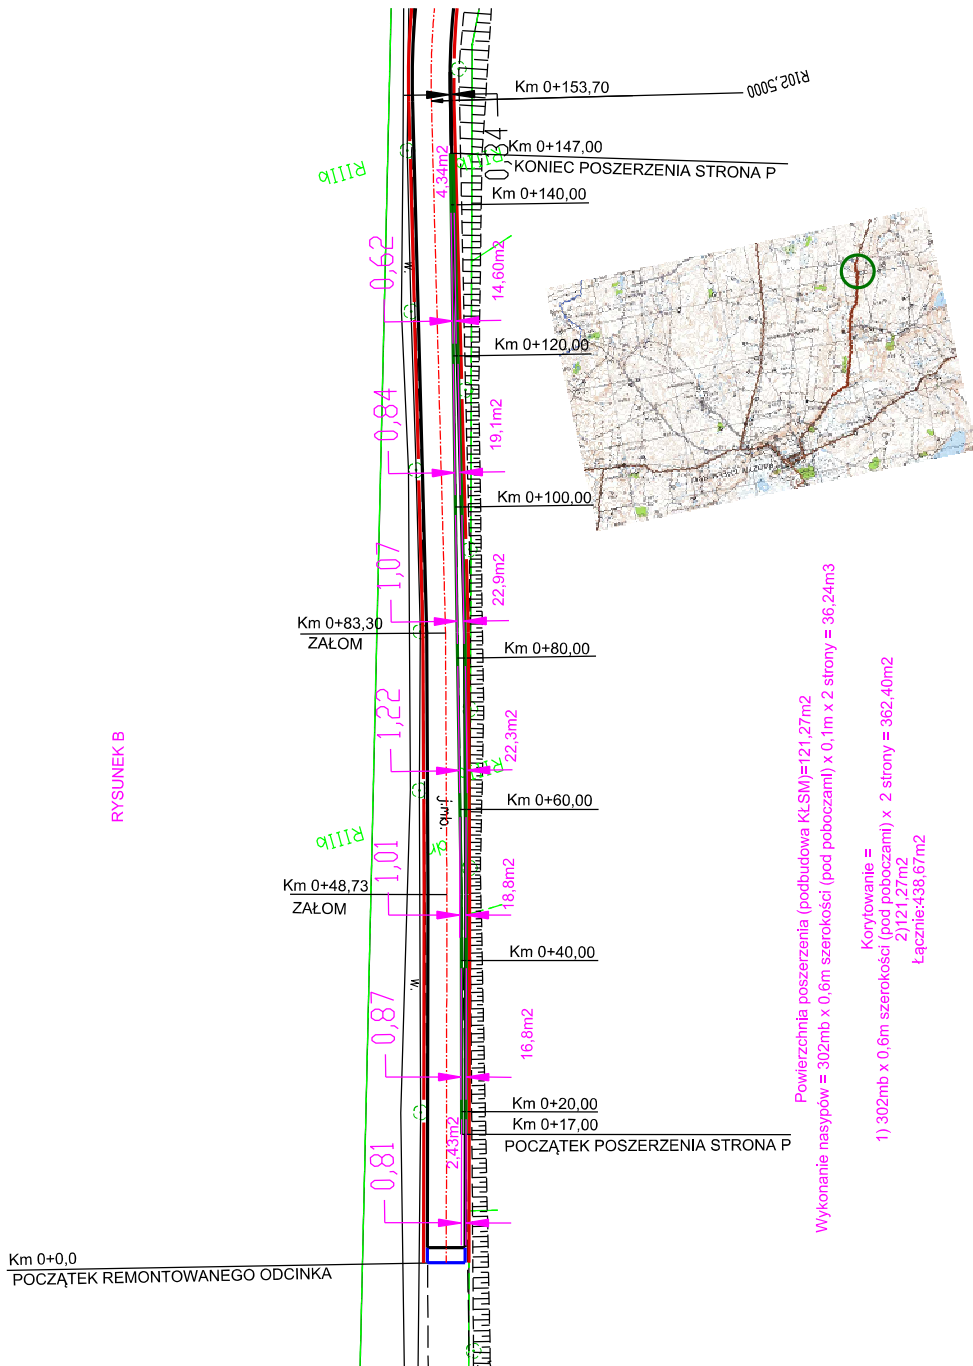 Km 0+153,70
R102,5000
0,34
Km 0+147,00
KONIEC POSZERZENIA STRONA P
RIIIb
RIIIb
4,34m2
Km 0+140,00
0,62
w.
14,60m2
Km 0+120,00
0,84
19,1m2
Km 0+100,00
1,07
22,9m2
Km 0+83,30
ZAŁOM
Km 0+80,00
1,22
22,3m2
Km 0+60,00
j.mb
dr
RIIIb
1,01
18,8m2
Km 0+48,73
ZAŁOM
Km 0+40,00
w.
0,87
16,8m2
Km 0+20,00
Km 0+17,00
POCZĄTEK POSZERZENIA STRONA P
2,43m2
0,81
Km 0+0,0
POCZĄTEK REMONTOWANEGO ODCINKA
RYSUNEK B
Powierzchnia poszerzenia (podbudowa KŁSM)=121,27m2
Wykonanie nasypów = 302mb x 0,6m szerokości (pod poboczami) x 0,1m x 2 strony = 36,24m3
Korytowanie =
1) 302mb x 0,6m szerokości (pod poboczami) x 2 strony = 362,40m2
2)121,27m2
Łącznie:438,67m2